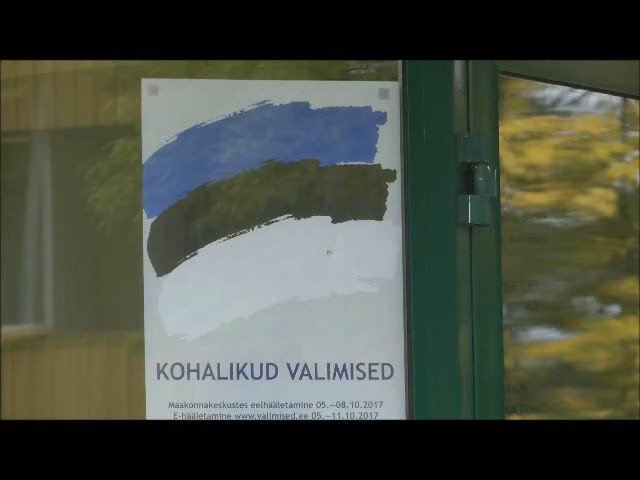 KOHALIKUD VALIMISED
Maakonnakeskustes eelhääletamine 05.—08.10.2017
E-hääletamine www.valimised.ee 05.—11.10.2017